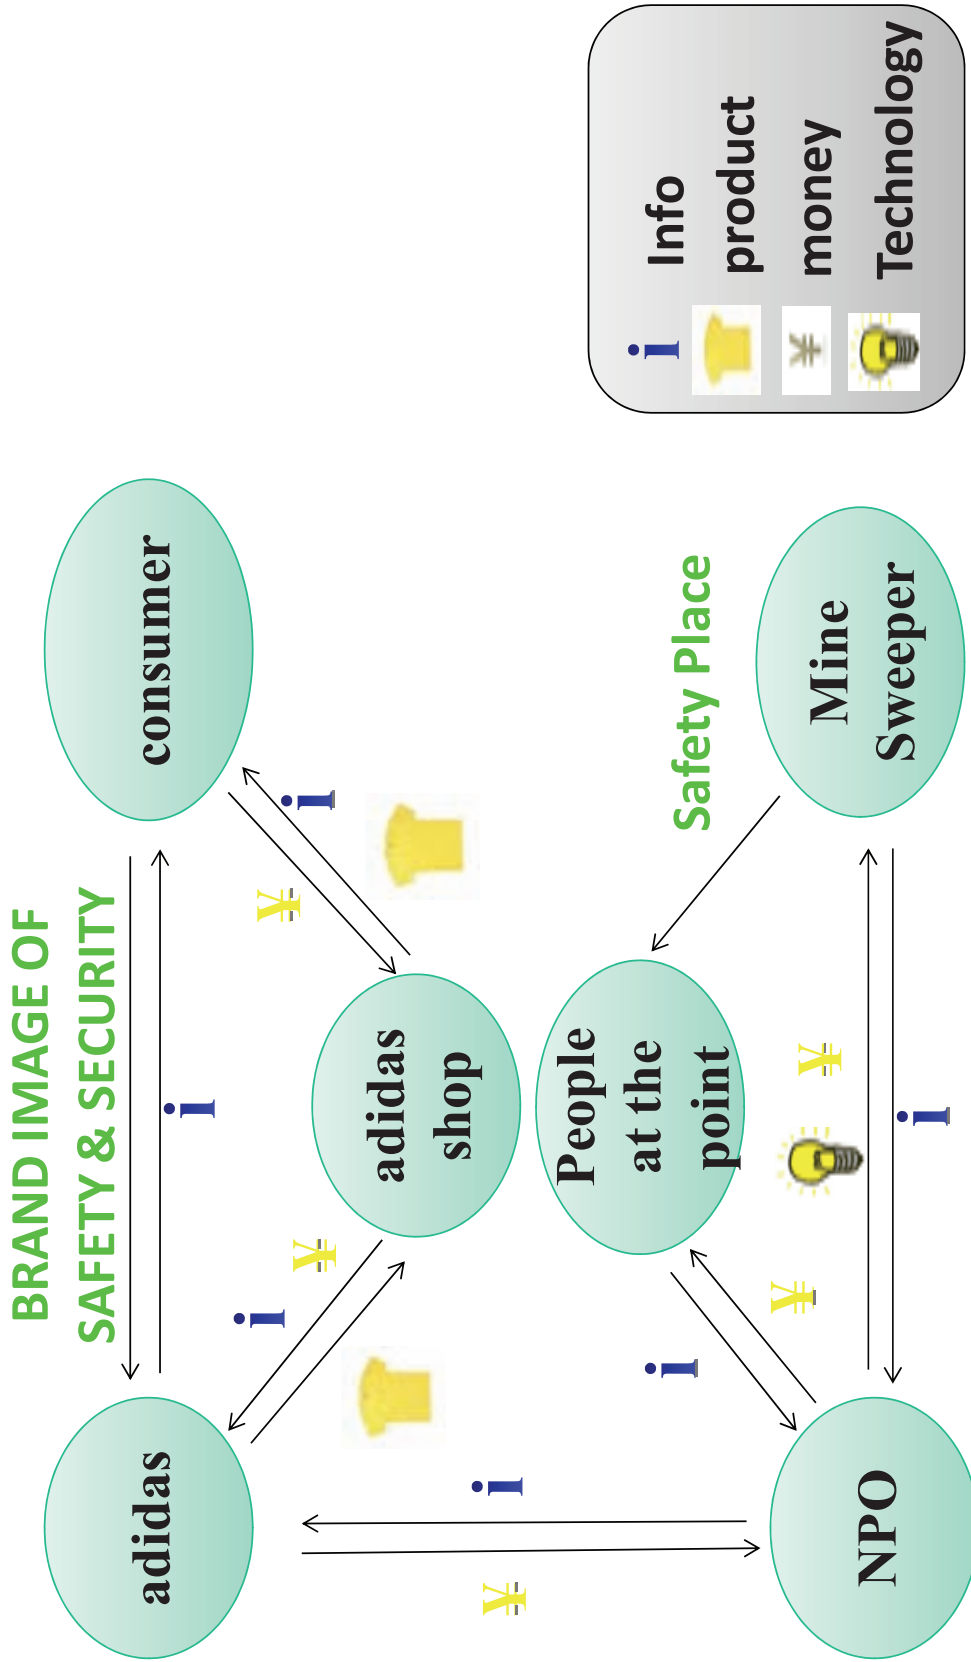 BRAND IMAGE OF
SAFETY & SECURITY
adidas
i
consumer
i
¥
¥
i
adidas
shop
¥
i
People
at the
point
Safety Place
i
¥
¥
NPO
i
Mine
Sweeper
i Info
product
¥ money
Technology